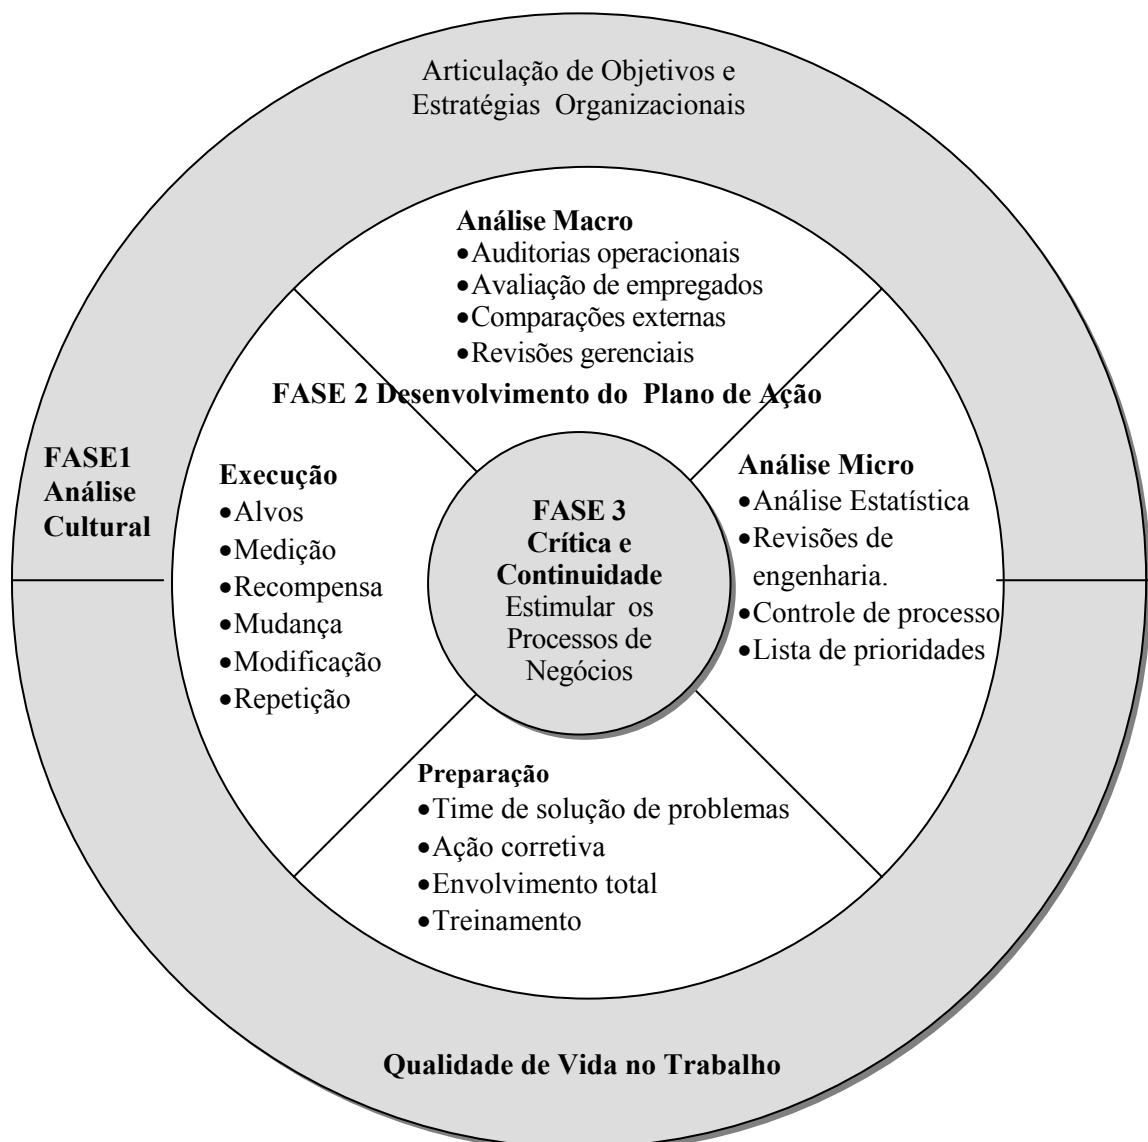 Articulação de Objetivos e
Estratégias Organizacionais
Análise Macro
•Auditorias operacionais
•Avaliação de empregados
•Comparações externas
•Revisões gerenciais
FASE 2 Desenvolvimento do Plano de Ação
FASE1
Análise
Cultural
Execução
•Alvos
•Medição
•Recompensa
•Mudança
•Modificação
•Repetição
FASE 3
Crítica e
Continuidade
Estimular os
Processos de
Negócios
Análise Micro
•Análise Estatística
•Revisões de
engenharia.
•Controle de processo
•Lista de prioridades
Preparação
•Time de solução de problemas
•Ação corretiva
•Envolvimento total
•Treinamento
Qualidade de Vida no Trabalho